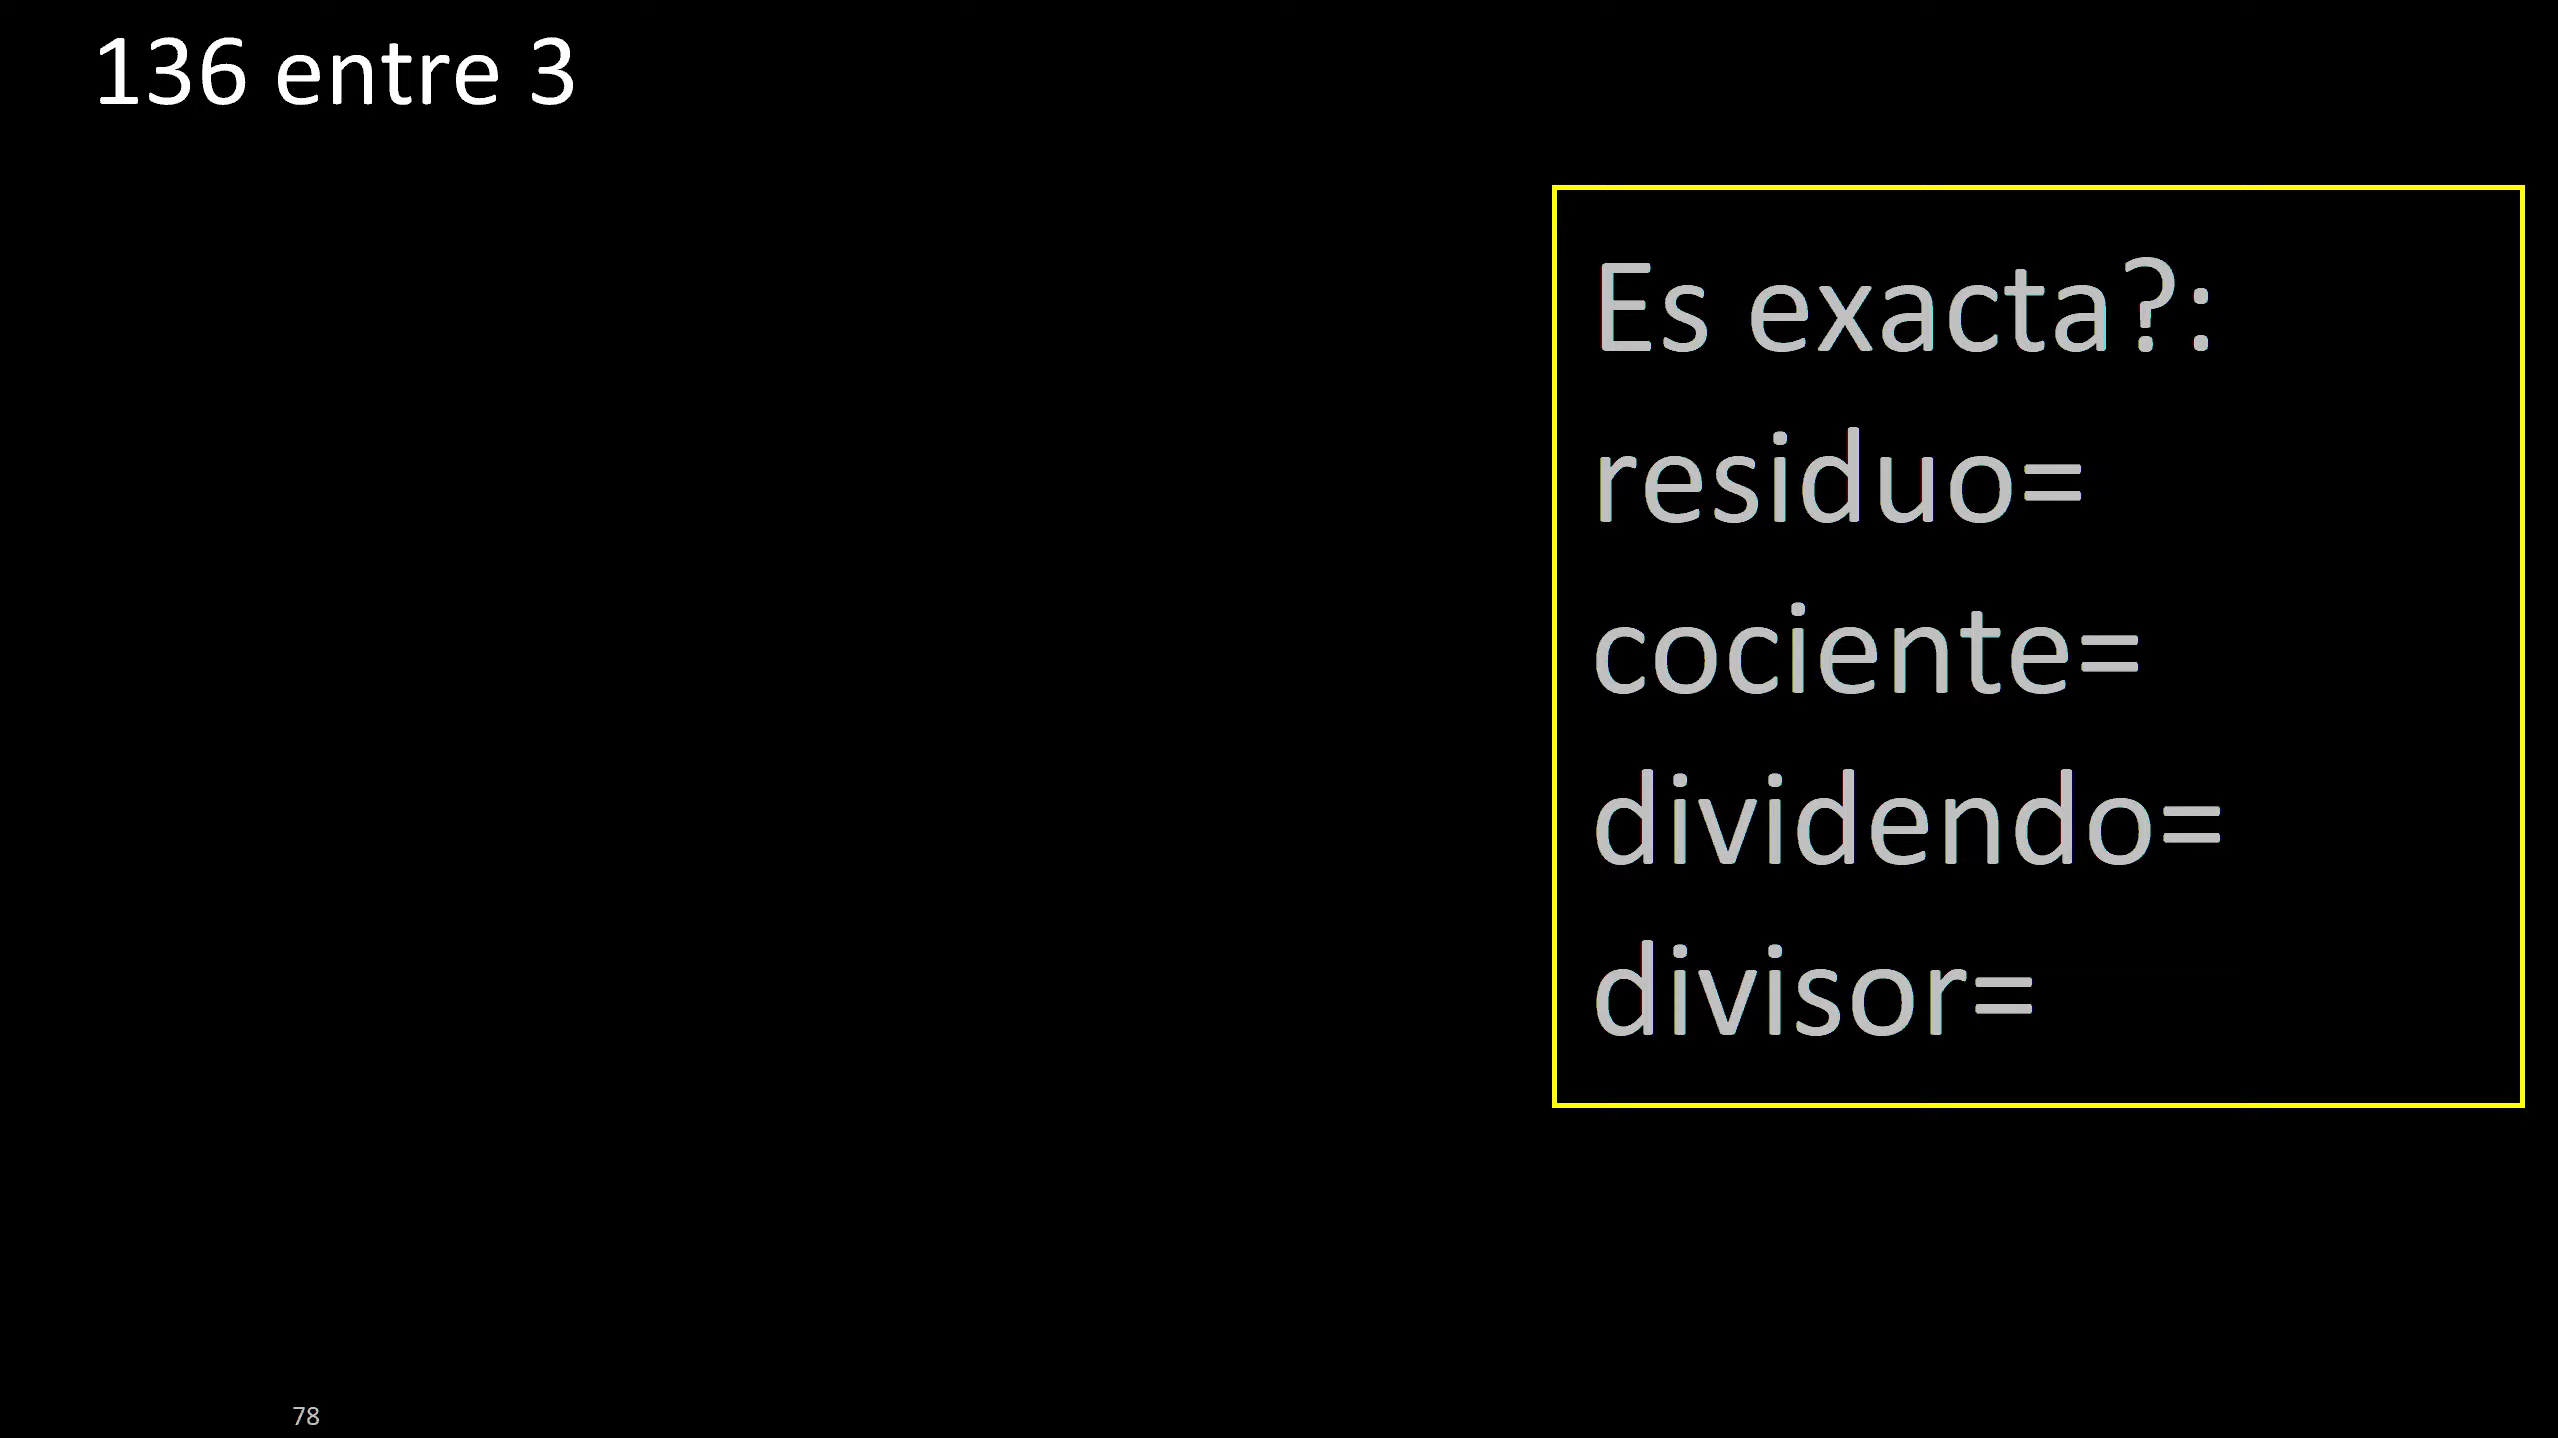 136 entre 3
Es exacta?:
residuo=
cociente=
dividendo=
divisor=
78